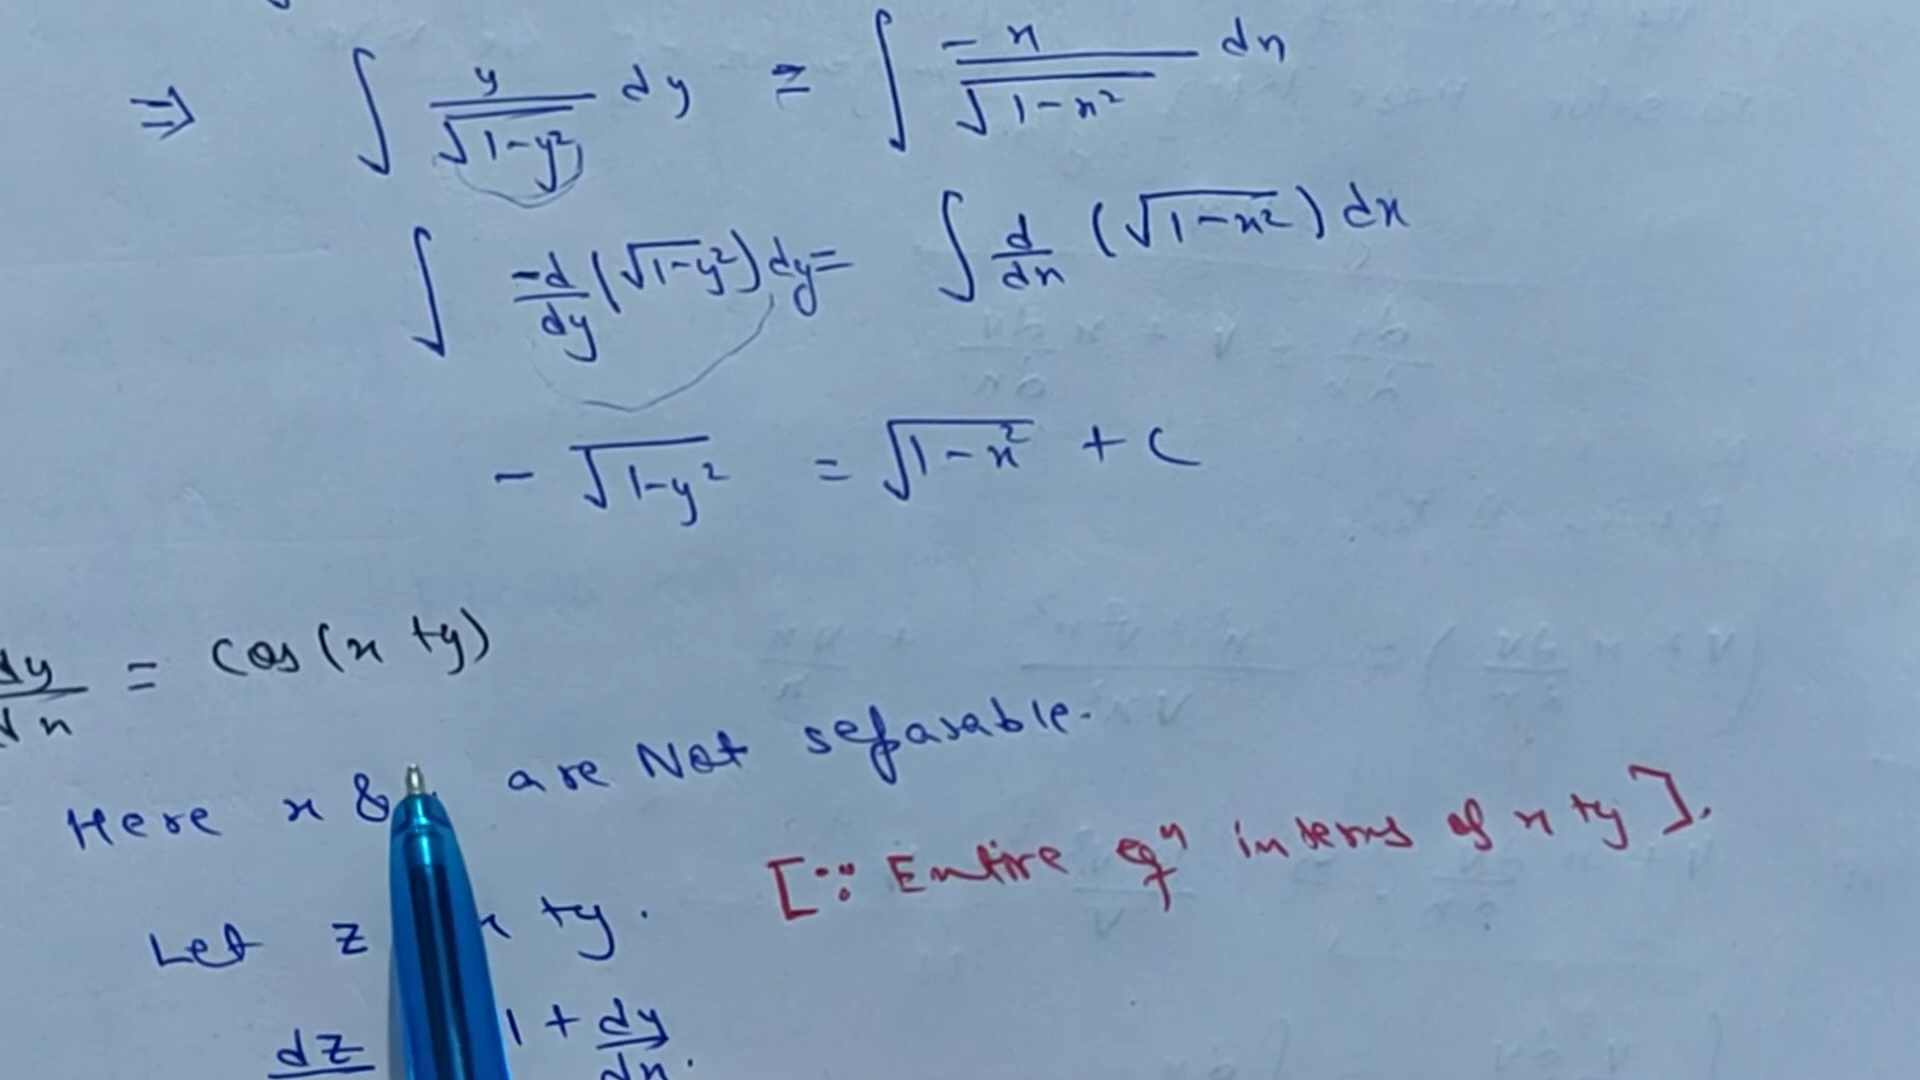 ⇒ ∫ y/√(1-y²) dy = ∫ -x/√(1-x²) dx
∫ -d/dy (√(1-y²)) dy = ∫ d/dx (√(1-x²)) dx
- √(1-y²) = √(1-x²) + C
dy/dx = Cos(x+y)
Here x & are Not separable.
[∵ Entire eqn in terms of x+y].
Let z x+y.
dz 1 + dy/dx.